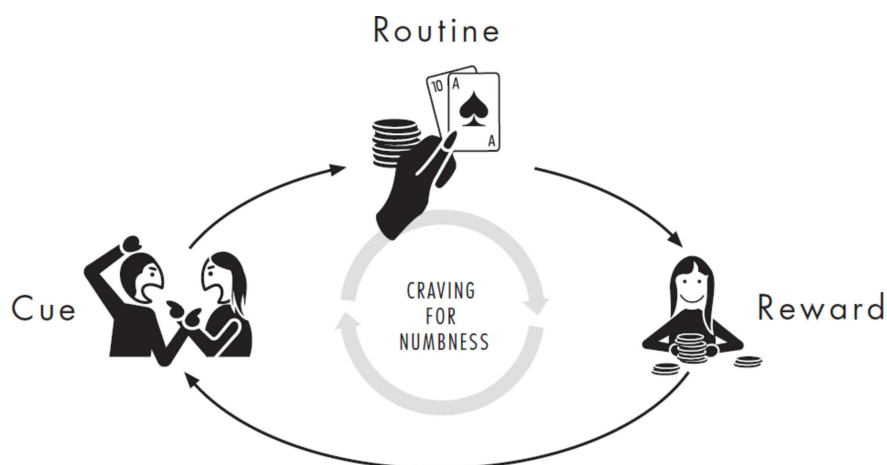 Routine
10 A
A
Cue
CRAVING
FOR
NUMBNESS
Reward